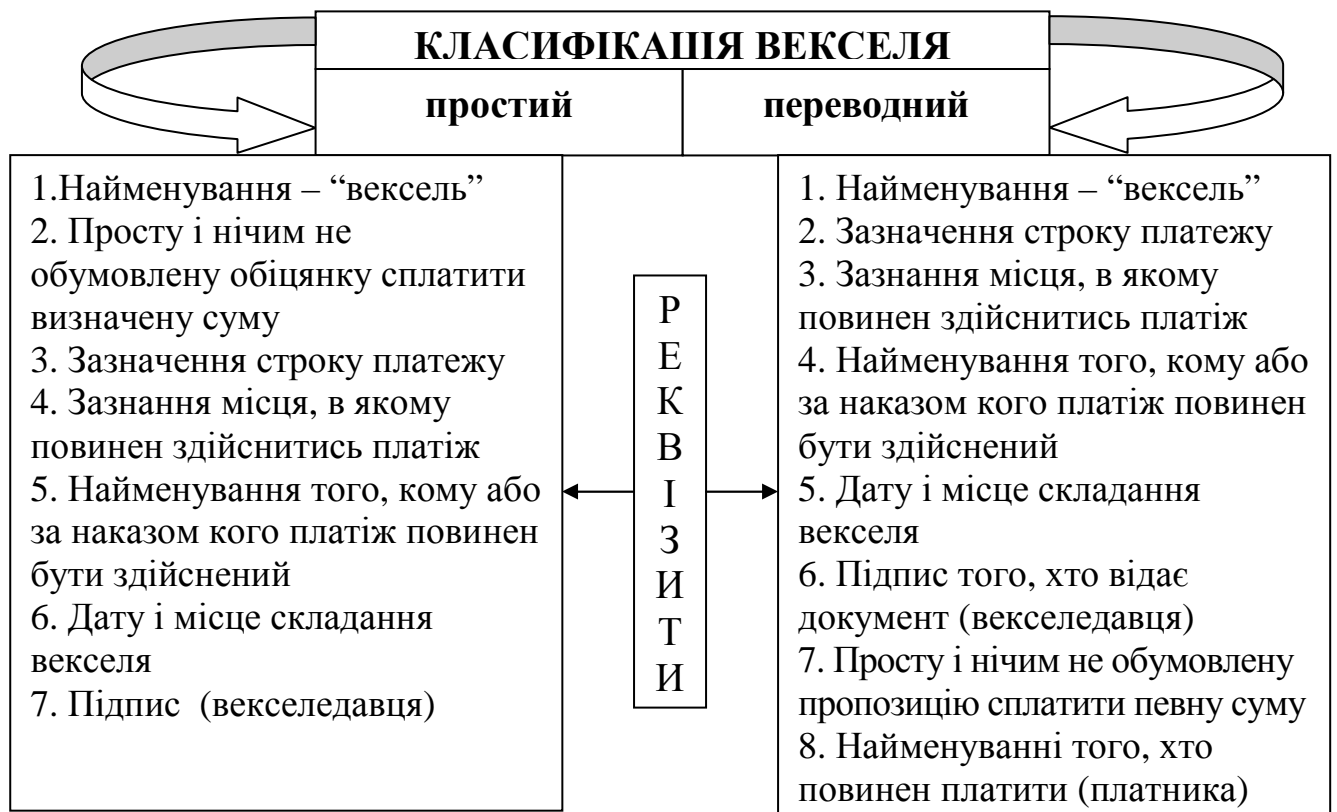 КЛАСИФІКАШЯ ВЕКСЕЛЯ
простий
переводний
1.Найменування – “вексель”
2. Просту і нічим не
обумовлену обіцянку сплатити
визначену суму
3. Зазначення строку платежу
4. Зазнання місця, в якому
повинен здійснитись платіж
5. Найменування того, кому або
за наказом кого платіж повинен
бути здійснений
6. Дату і місце складання
векселя
7. Підпис (векселедавця)
Р
Е
К
В
І
З
И
Т
И
1. Найменування – “вексель”
2. Зазначення строку платежу
3. Зазнання місця, в якому
повинен здійснитись платіж
4. Найменування того, кому або
за наказом кого платіж повинен
бути здійснений
5. Дату і місце складання
векселя
6. Підпис того, хто відає
документ (векселедавця)
7. Просту і нічим не обумовлену
пропозицію сплатити певну суму
8. Найменуванні того, хто
повинен платити (платника)